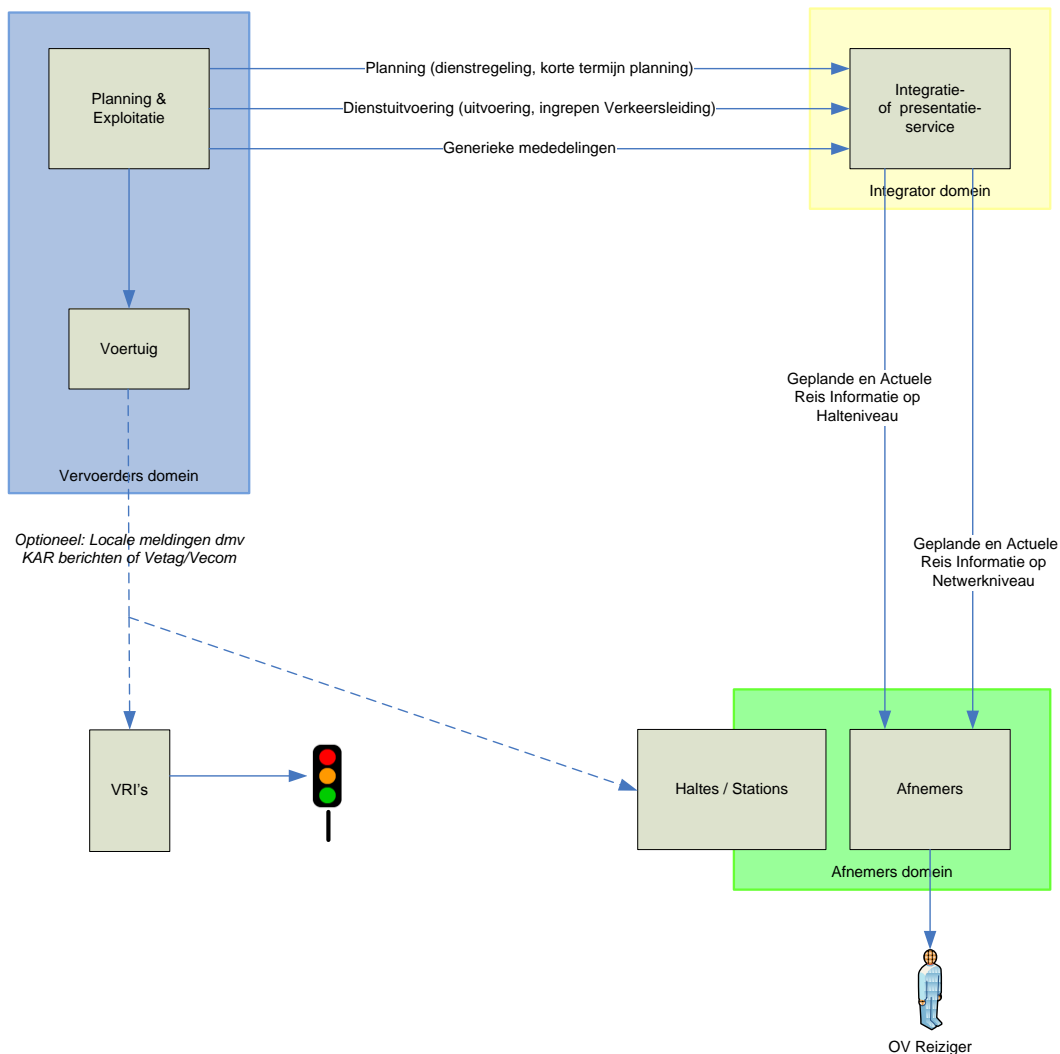 Planning &
Exploitatie
Planning (dienstregeling, korte termijn planning)
Dienstuitvoering (uitvoering, ingrepen Verkeersleiding)
Generieke mededelingen
Integratie-
of presentatie-
service
Integrator domein
Voertuig
Vervoerders domein
Geplande en Actuele
Reis Informatie op
Halteniveau
Optioneel: Locale meldingen dmv
KAR berichten of Vetag/Vecom
Geplande en Actuele
Reis Informatie op
Netwerkniveau
VRI's
Haltes / Stations
Afnemers
Afnemers domein
OV Reiziger